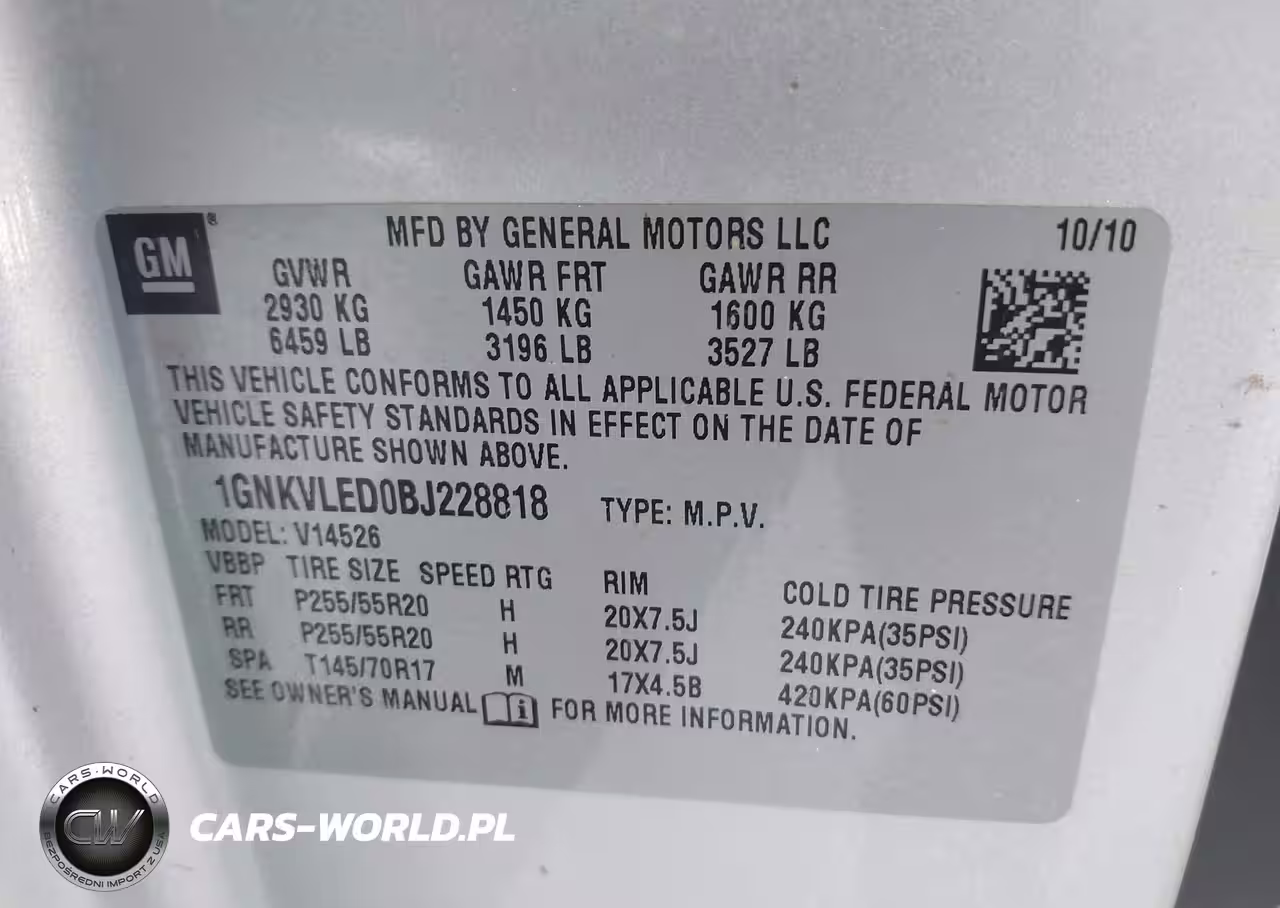 GM ®
MFD BY GENERAL MOTORS LLC 10/10
GVWR GAWR FRT GAWR RR
2930 KG 1450 KG 1600 KG
6459 LB 3196 LB 3527 LB
THIS VEHICLE CONFORMS TO ALL APPLICABLE U.S. FEDERAL MOTOR
VEHICLE SAFETY STANDARDS IN EFFECT ON THE DATE OF
MANUFACTURE SHOWN ABOVE.
1GNKVLED0BJ228818 TYPE: M.P.V.
MODEL: V14526
VBBP TIRE SIZE SPEED RTG RIM COLD TIRE PRESSURE
FRT P255/55R20 H 20X7.5J 240KPA(35PSI)
RR P255/55R20 H 20X7.5J 240KPA(35PSI)
SPA T145/70R17 M 17X4.5B 420KPA(60PSI)
SEE OWNER'S MANUAL i FOR MORE INFORMATION.
CARS-WORLD
CW
BEZPOŚREDNI IMPORT Z USA
CARS-WORLD.PL